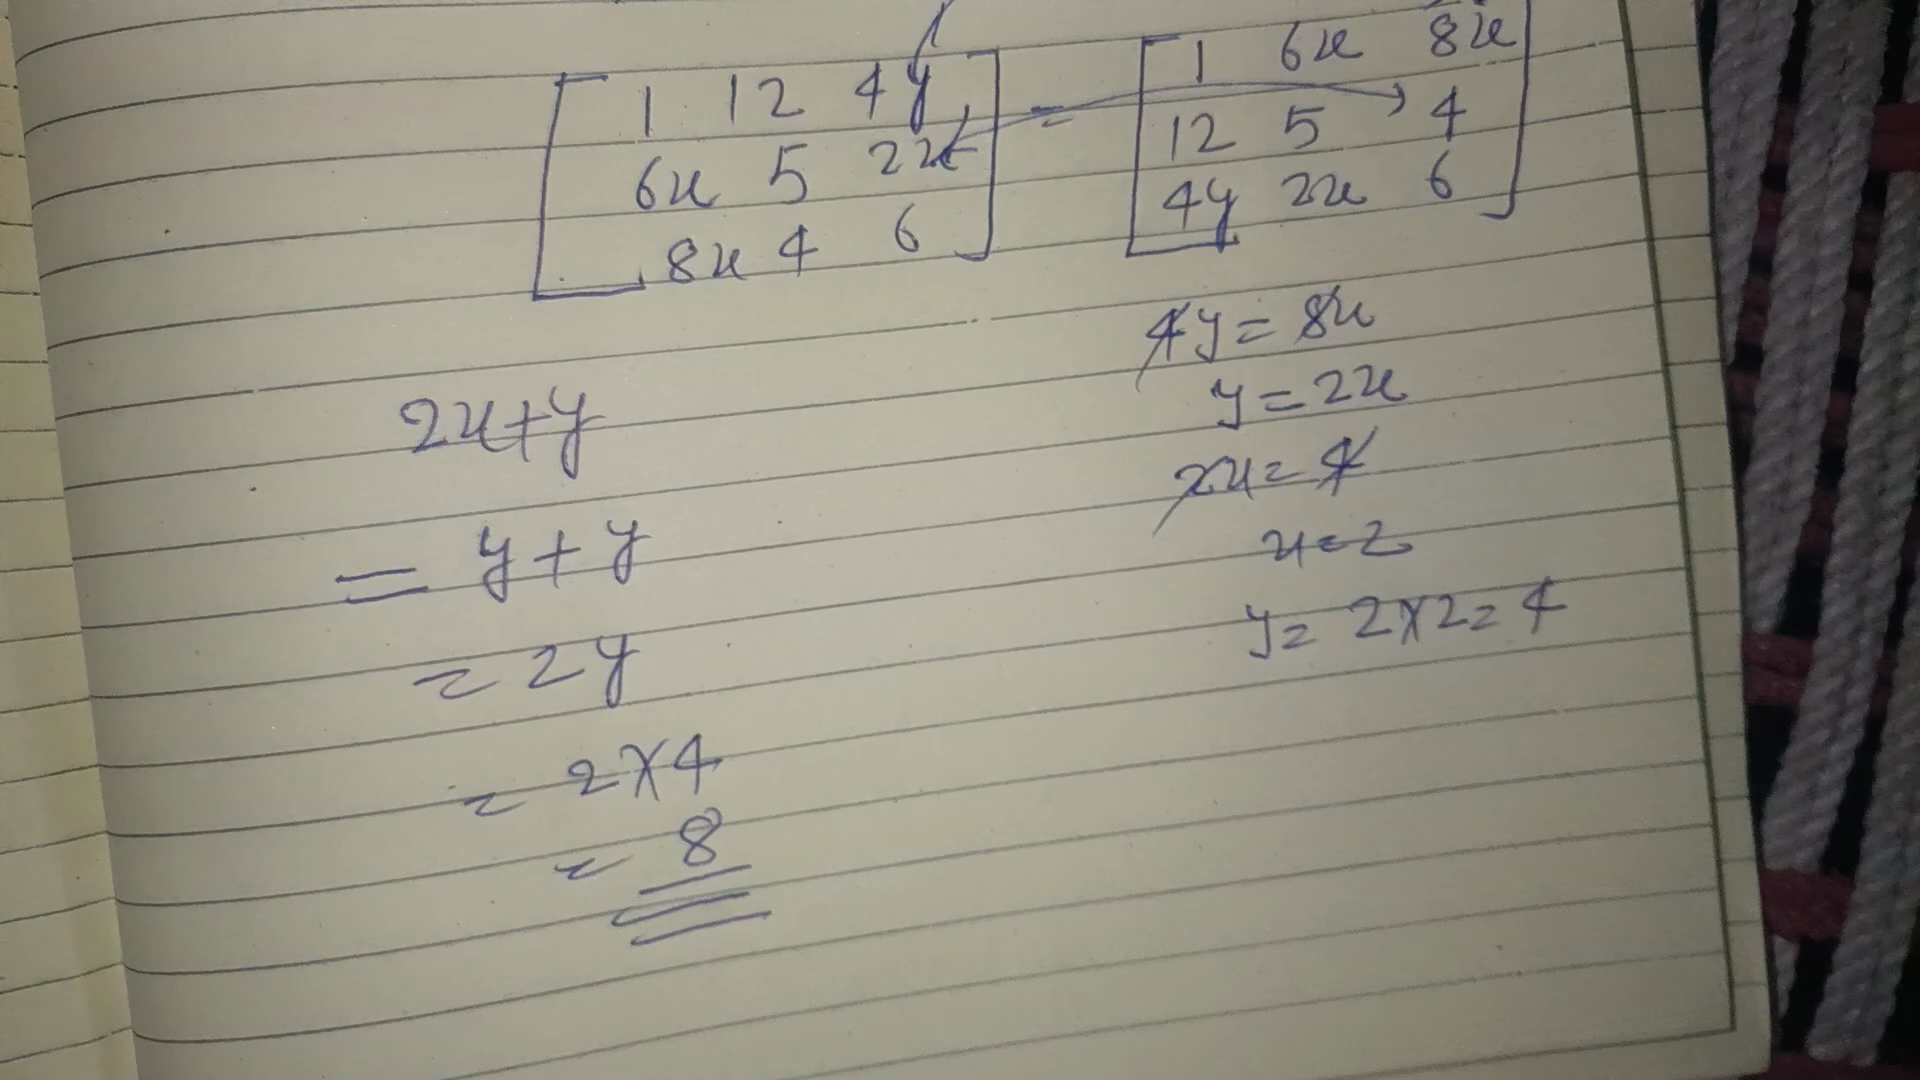 1 12 4y
6x 5 2x
8x 4 6
=
1 6x 8x
12 5 4
4y 2x 6
4y = 8x
y = 2x
2x = 4
x = 2
y = 2×2 = 4
2x+y
= y+y
= 2y
= 2×4
= 8